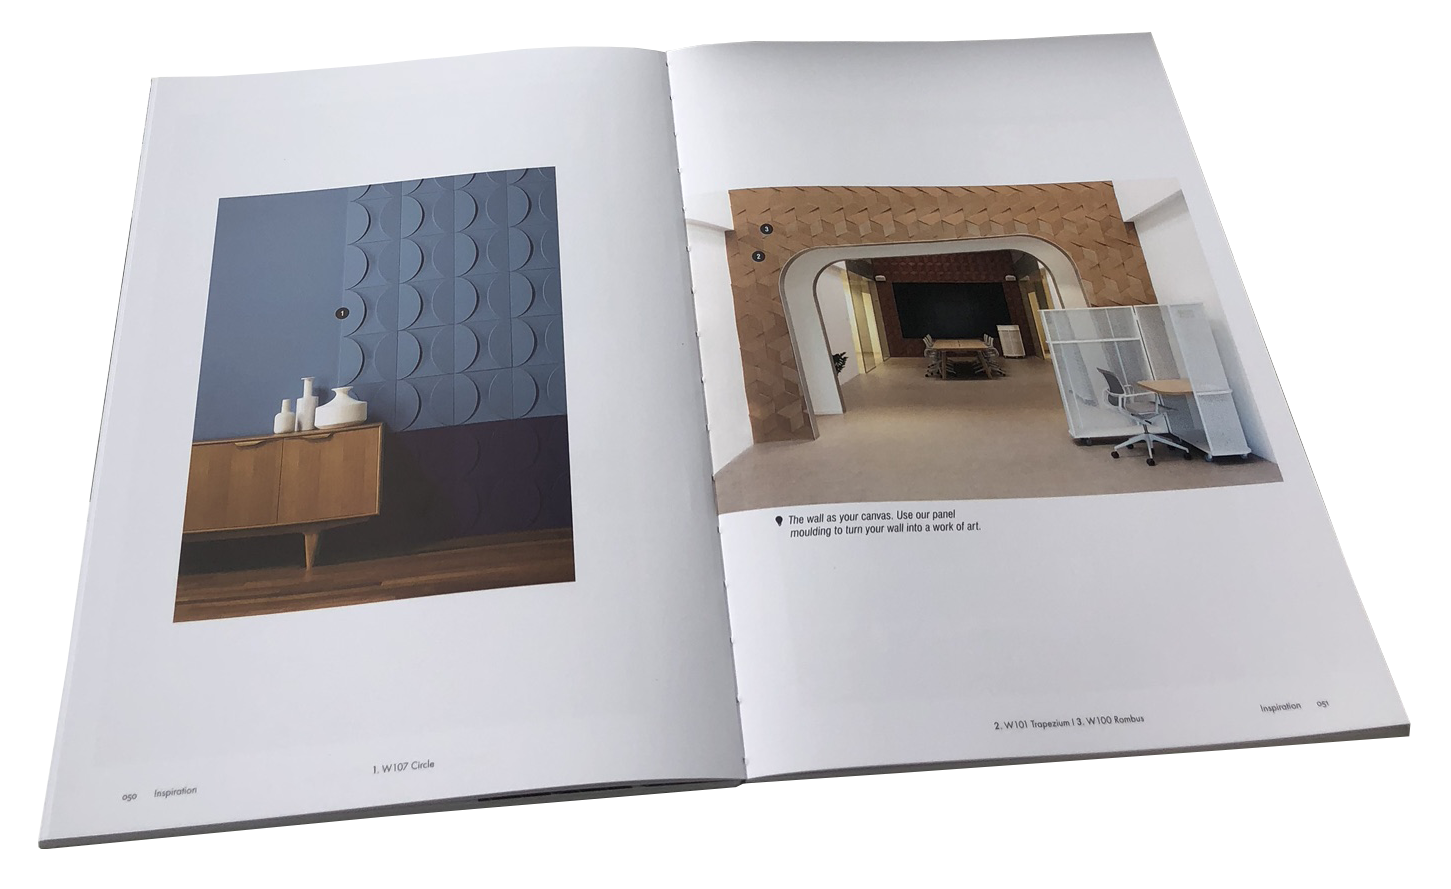 1
1. W107 Circle
050 Inspiration
3
2
The wall as your canvas. Use our panel
moulding to turn your wall into a work of art.
2. W101 Trapezium | 3. W100 Rombus
Inspiration 051